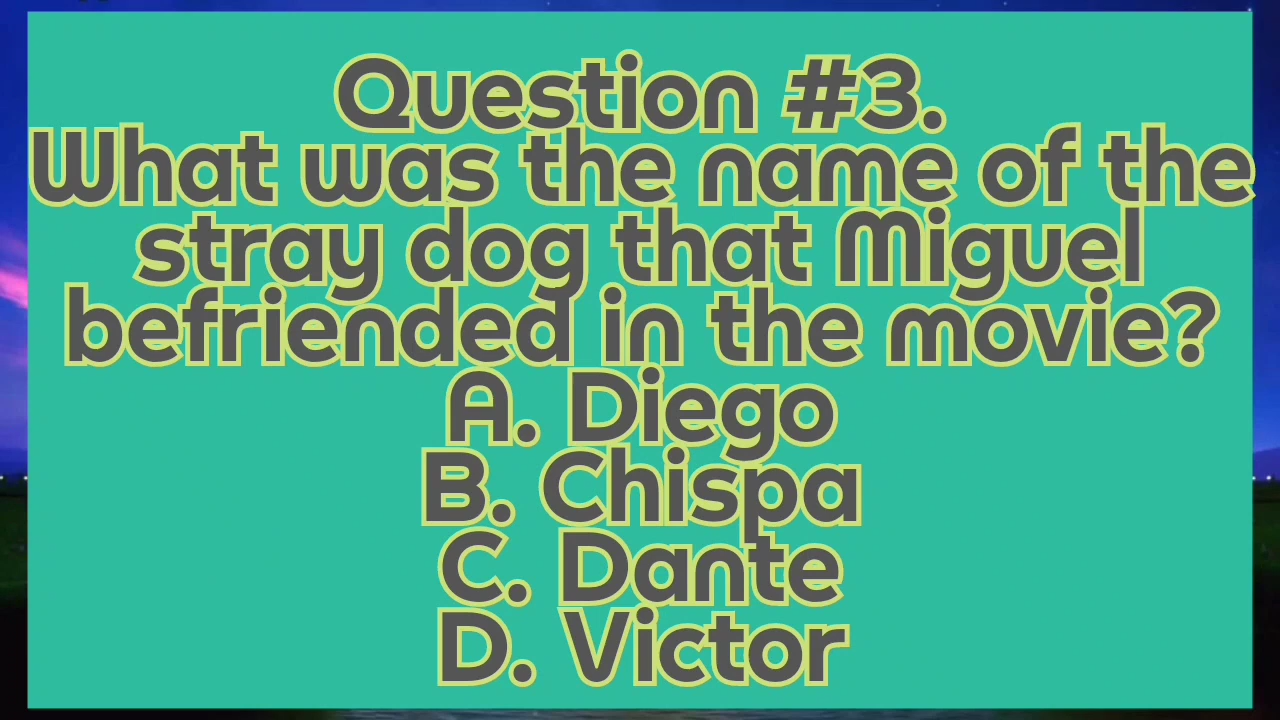 Question #3.
What was the name of the
stray dog that Miguel
befriended in the movie?
A. Diego
B. Chispa
C. Dante
D. Victor